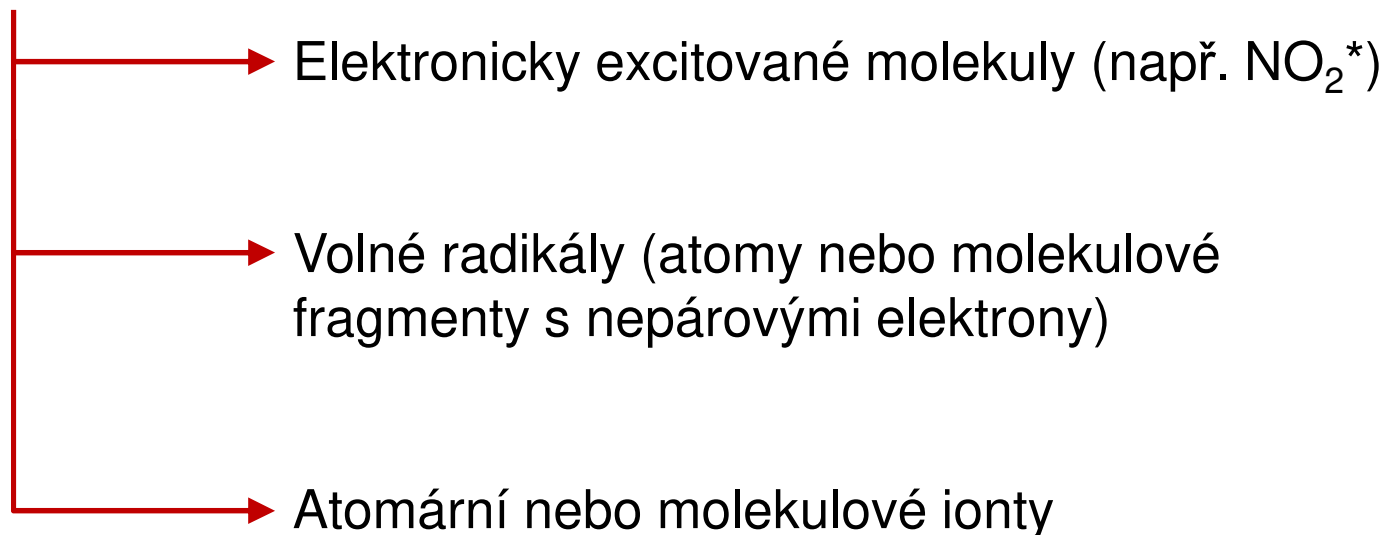 Elektronicky excitované molekuly (např. NO₂*)
Volné radikály (atomy nebo molekulové
fragmenty s nepárovými elektrony)
Atomární nebo molekulové ionty